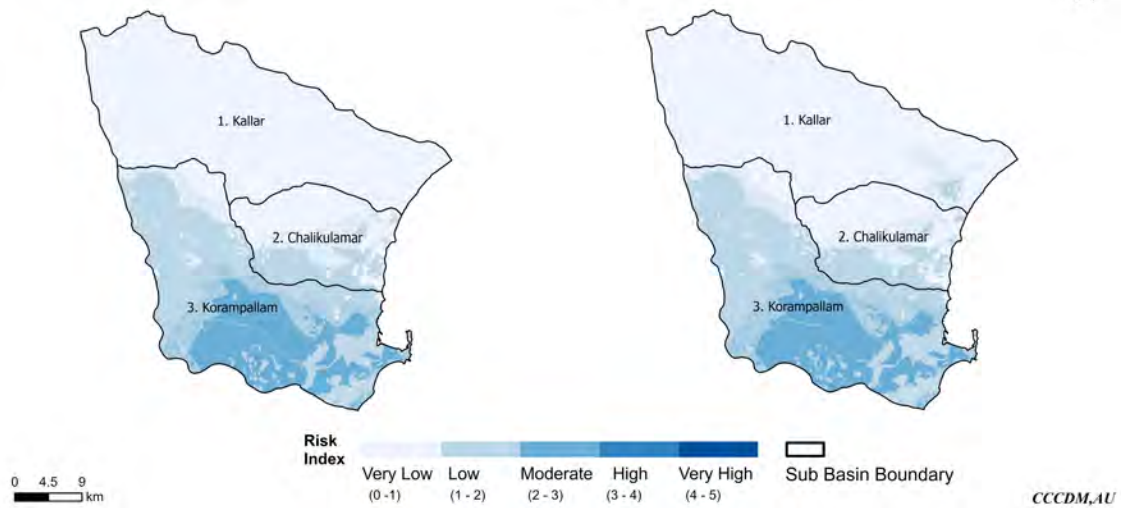 1. Kallar
2. Chalikulamar
3. Korampallam
1. Kallar
2. Chalikulamar
3. Korampallam
Risk
Index
Very Low Low Moderate High Very High
(0 -1) (1 - 2) (2 - 3) (3 - 4) (4 - 5)
Sub Basin Boundary
0 4.5 9
km
CCCDM,AU